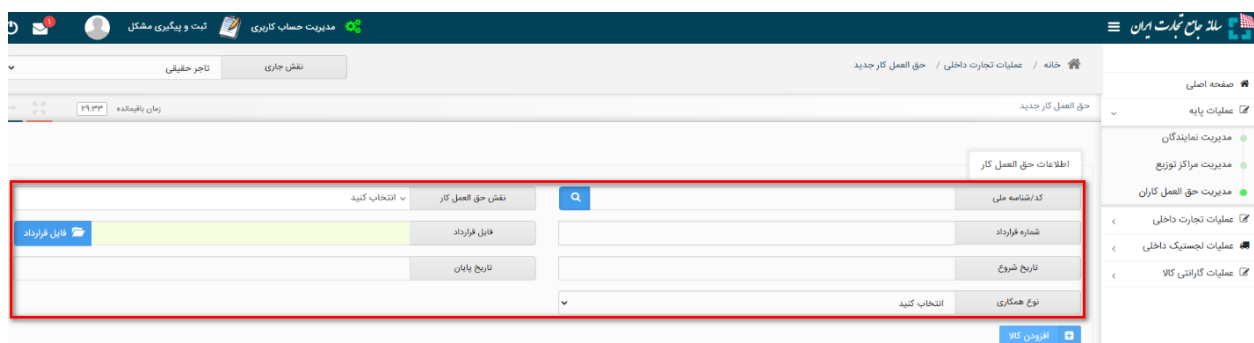 سامانه جامع تجارت ایران
مدیریت حساب کاربری
ثبت و پیگیری مشکل
۱
خانه / عملیات تجارت داخلی / حق العمل کار جدید
نقش جاری
تاجر حقیقی
حق العمل کار جدید
زمان باقیمانده ۲۹:۳۳
صفحه اصلی
عملیات پایه
مدیریت نمایندگان
مدیریت مراکز توزیع
مدیریت حق العمل کاران
عملیات تجارت داخلی
عملیات لجستیک داخلی
عملیات گارانتی کالا
اطلاعات حق العمل کار
کد/شناسه ملی
نقش حق العمل کار
انتخاب کنید
شماره قرارداد
فایل قرارداد
فایل قرارداد
تاریخ شروع
تاریخ پایان
نوع همکاری
انتخاب کنید
افزودن کالا